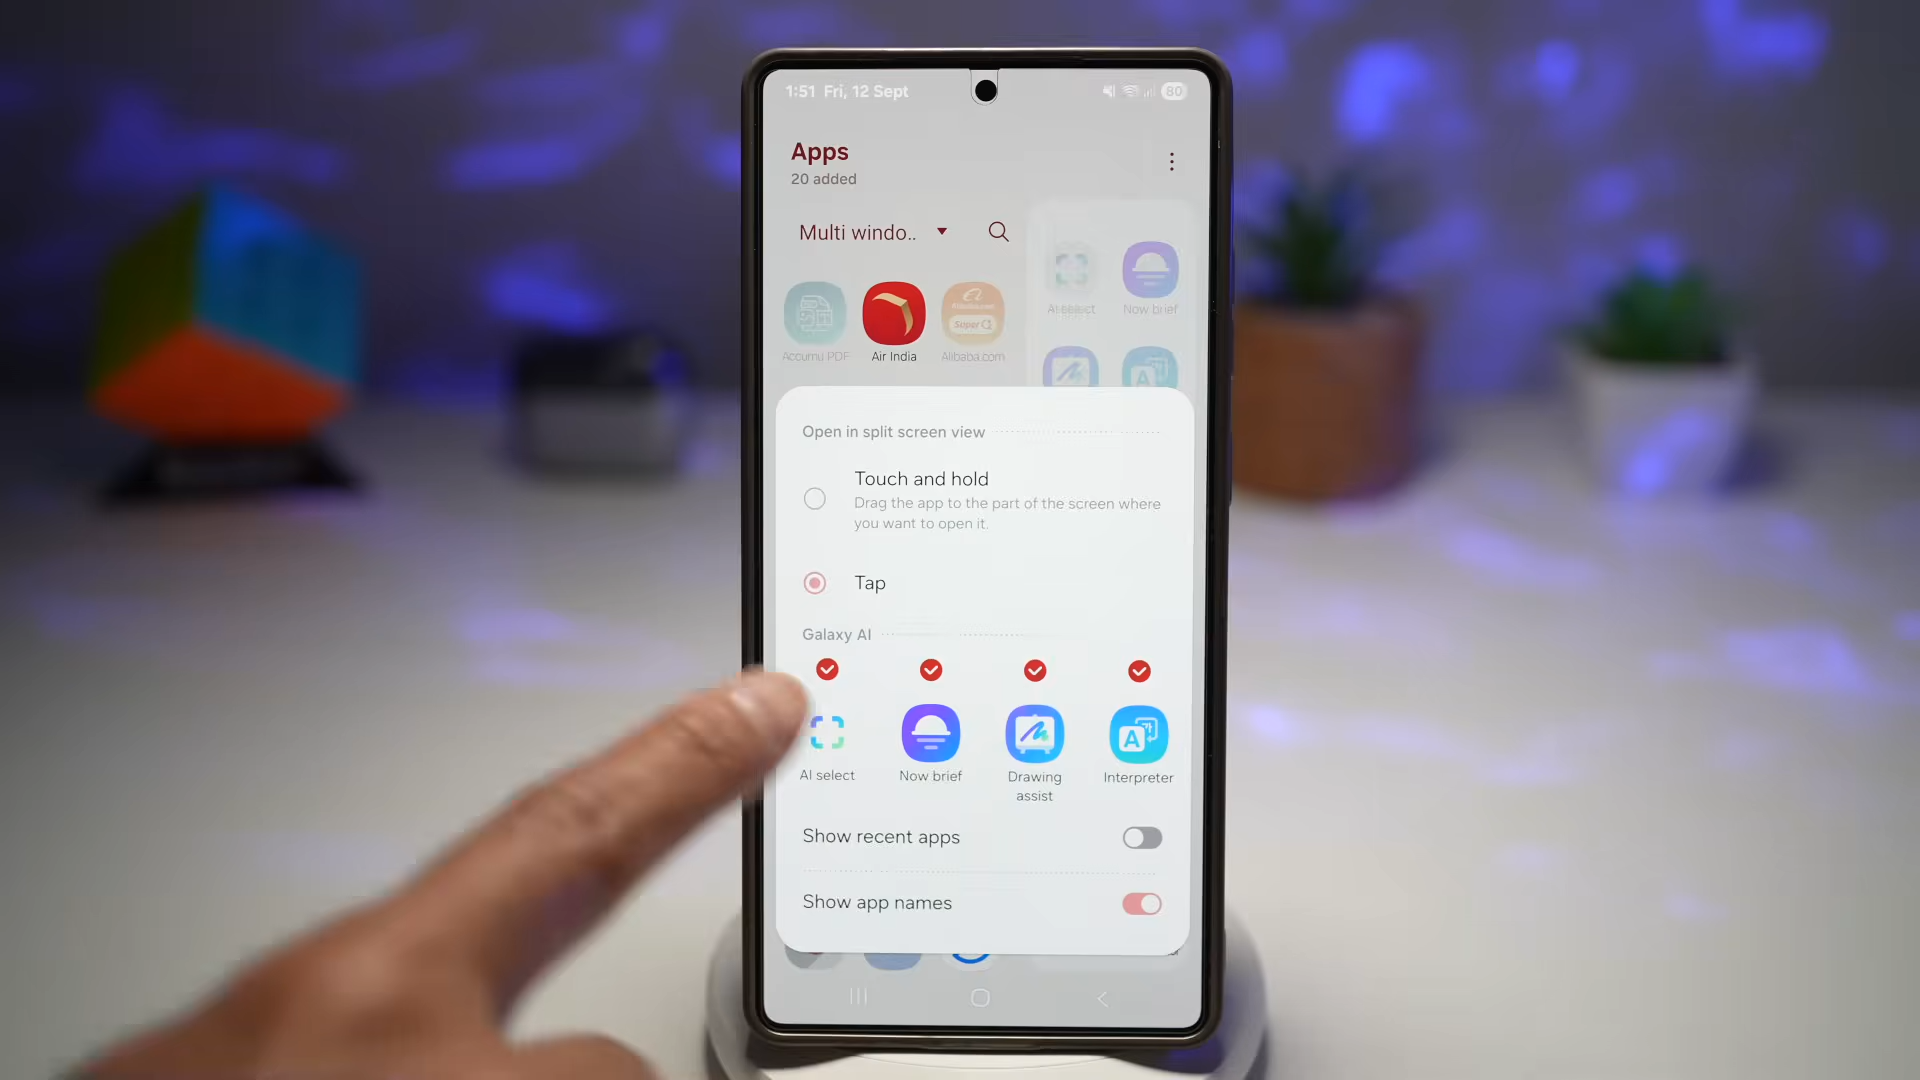 1:51 Fri, 12 Sept
80
Apps
20 added
Multi windo..
AI select
Now brief
Accumu PDF
Air India
Alibaba.com
Open in split screen view
Touch and hold
Drag the app to the part of the screen where
you want to open it.
Tap
Galaxy AI
AI select
Now brief
Drawing
assist
Interpreter
Show recent apps
Show app names